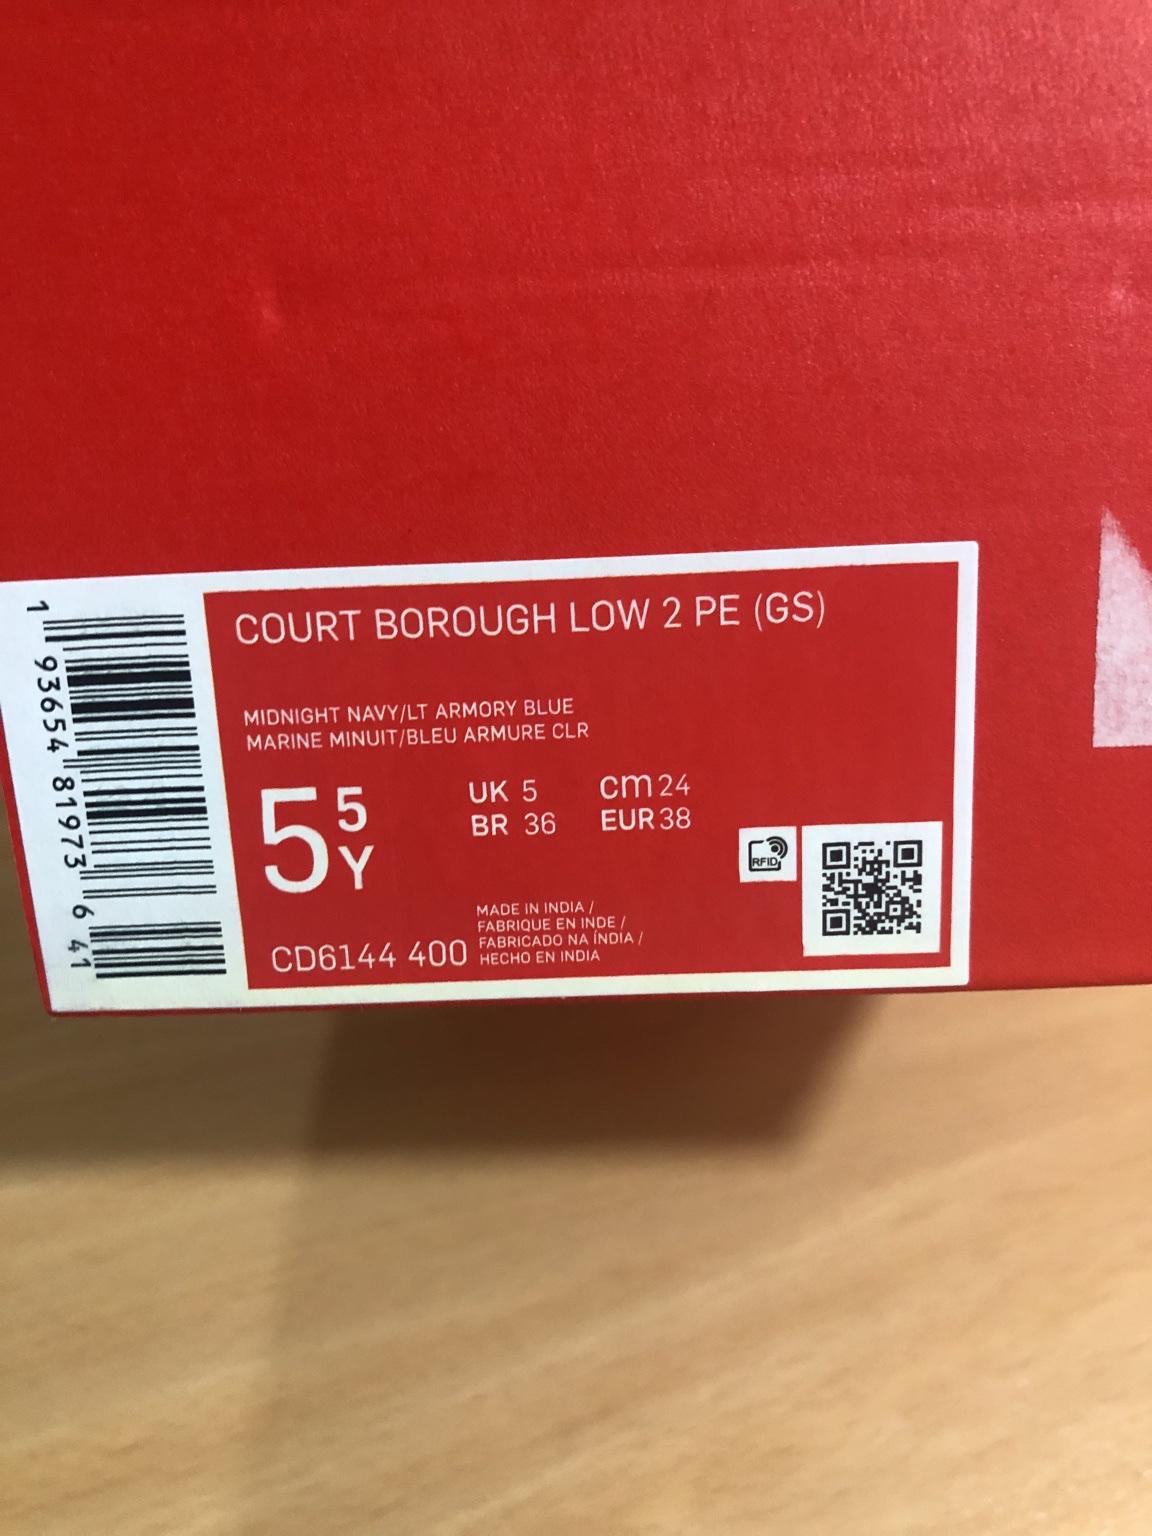 COURT BOROUGH LOW 2 PE (GS)
MIDNIGHT NAVY/LT ARMORY BLUE
MARINE MINUIT/BLEU ARMURE CLR
5 5 Y
UK 5 cm 24
BR 36 EUR 38
RFID
MADE IN INDIA /
FABRIQUE EN INDE /
FABRICADO NA ÍNDIA /
HECHO EN INDIA
CD6144 400
1 93654 81973 6 41